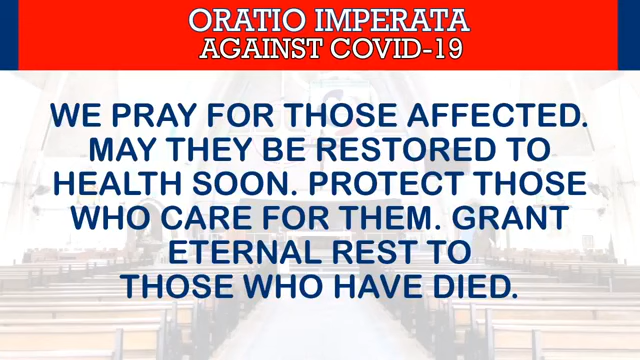 ORATIO IMPERATA
AGAINST COVID-19
WE PRAY FOR THOSE AFFECTED.
MAY THEY BE RESTORED TO
HEALTH SOON. PROTECT THOSE
WHO CARE FOR THEM. GRANT
ETERNAL REST TO
THOSE WHO HAVE DIED.